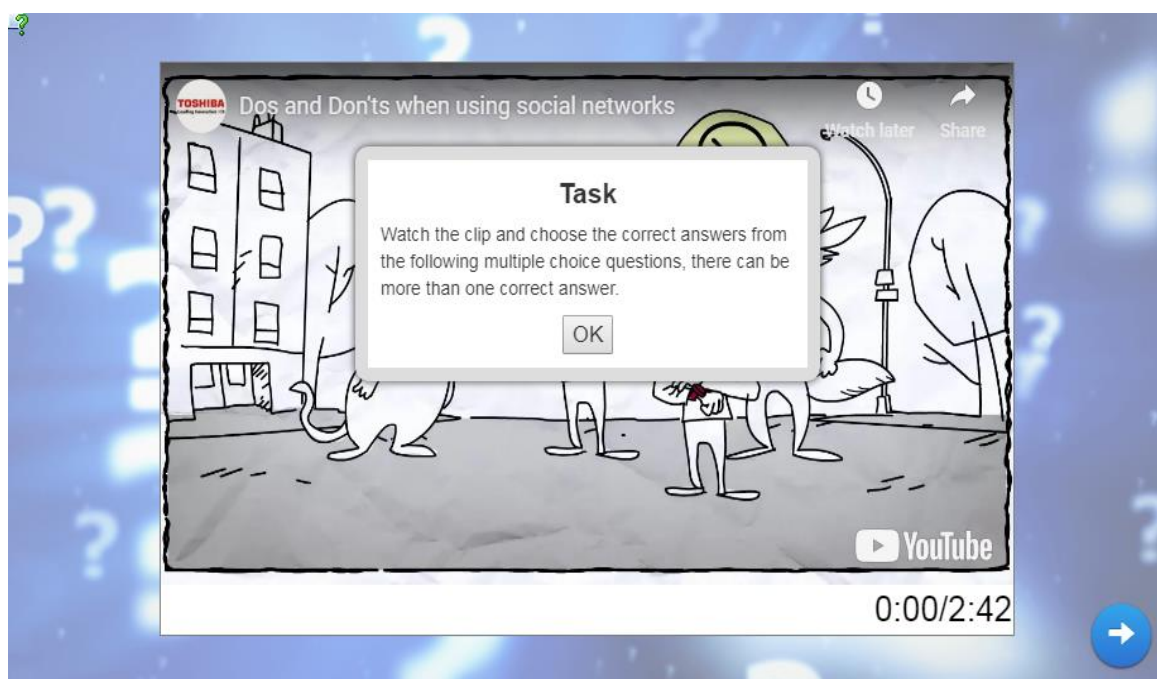 TOSHIBA
Leading Innovation >>>
Dos and Don'ts when using social networks
Watch later
Share
Task
Watch the clip and choose the correct answers from
the following multiple choice questions, there can be
more than one correct answer.
OK
YouTube
0:00/2:42